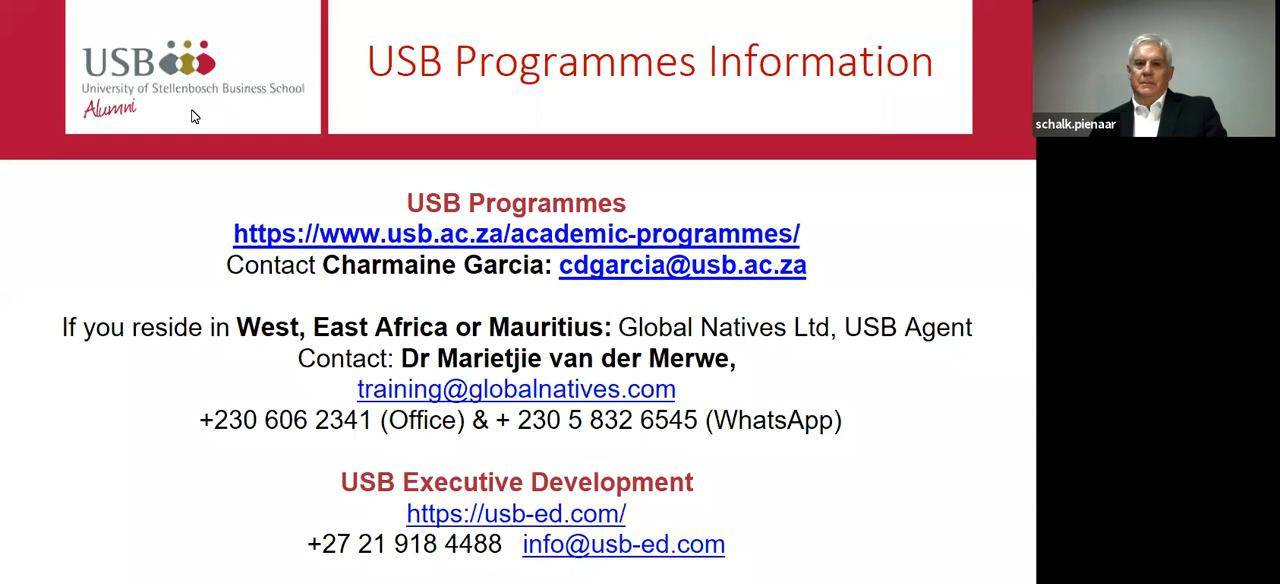 USB
University of Stellenbosch Business School
Alumni
USB Programmes Information
schalk.pienaar
USB Programmes
https://www.usb.ac.za/academic-programmes/
Contact Charmaine Garcia: cdgarcia@usb.ac.za
If you reside in West, East Africa or Mauritius: Global Natives Ltd, USB Agent
Contact: Dr Marietjie van der Merwe,
training@globalnatives.com
+230 606 2341 (Office) & + 230 5 832 6545 (WhatsApp)
USB Executive Development
https://usb-ed.com/
+27 21 918 4488 info@usb-ed.com